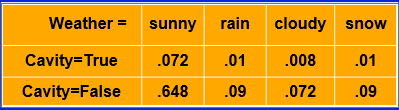 Weather = sunny rain cloudy snow
Cavity=True .072 .01 .008 .01
Cavity=False .648 .09 .072 .09